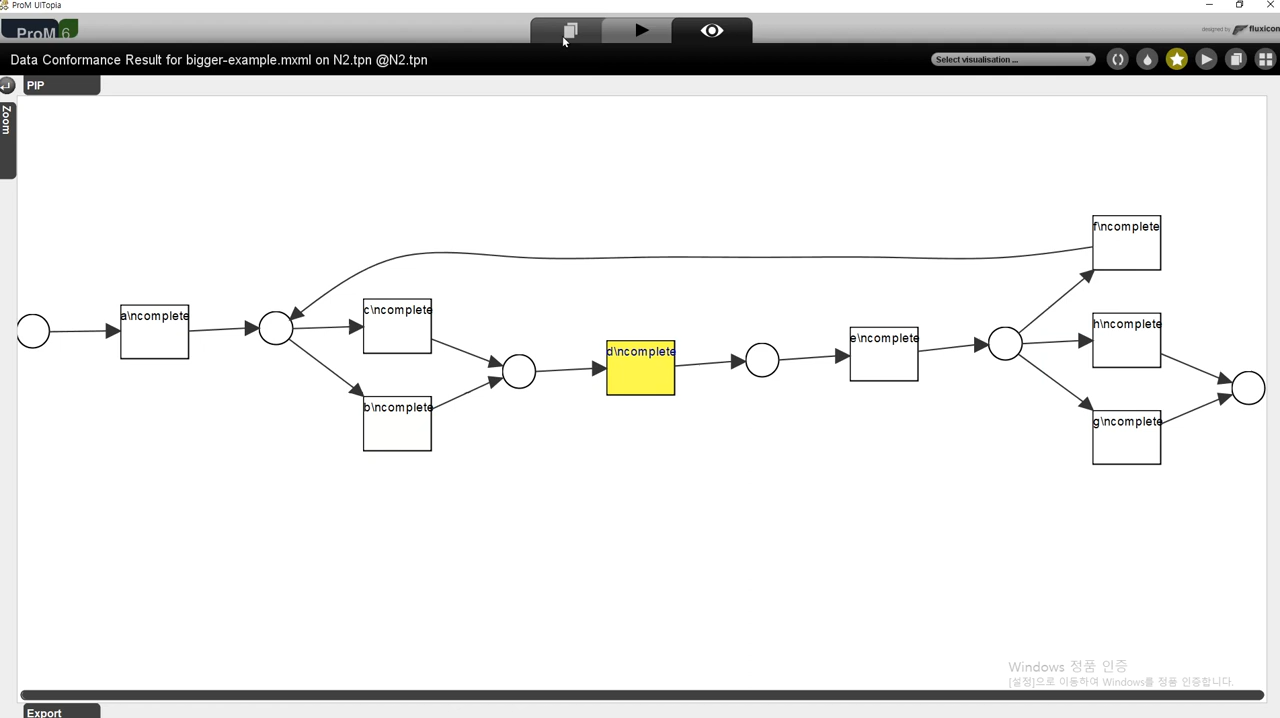 ProM UITopia
ProM 6
designed by fluxicon
Data Conformance Result for bigger-example.mxml on N2.tpn @N2.tpn
Select visualisation ...
PIP
Zoom
f\ncomplete
a\ncomplete
c\ncomplete
h\ncomplete
e\ncomplete
d\ncomplete
b\ncomplete
g\ncomplete
Windows 정품 인증
[설정]으로 이동하여 Windows를 정품 인증합니다.
Export